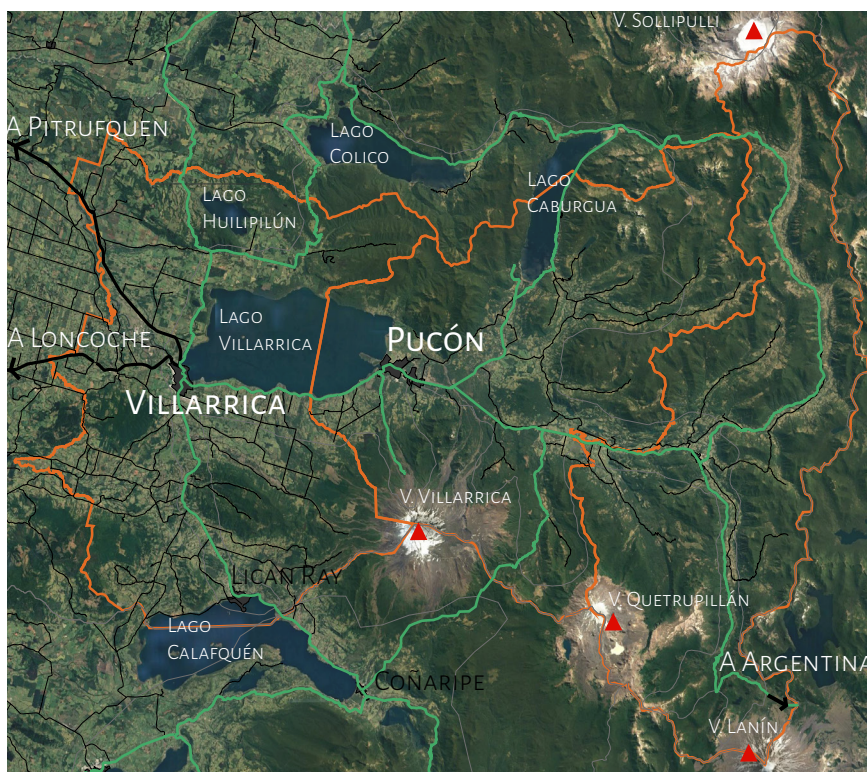 V. Sollipulli
A Pitrufquen
Lago
Colico
Lago
Huilipilún
Lago
Caburgua
Lago
Villarrica
A Loncoche
Pucón
Villarrica
V. Villarrica
Lican Ray
V. Quetrupillán
Lago
Calafquén
Coñaripe
A Argentina
V. Lanín